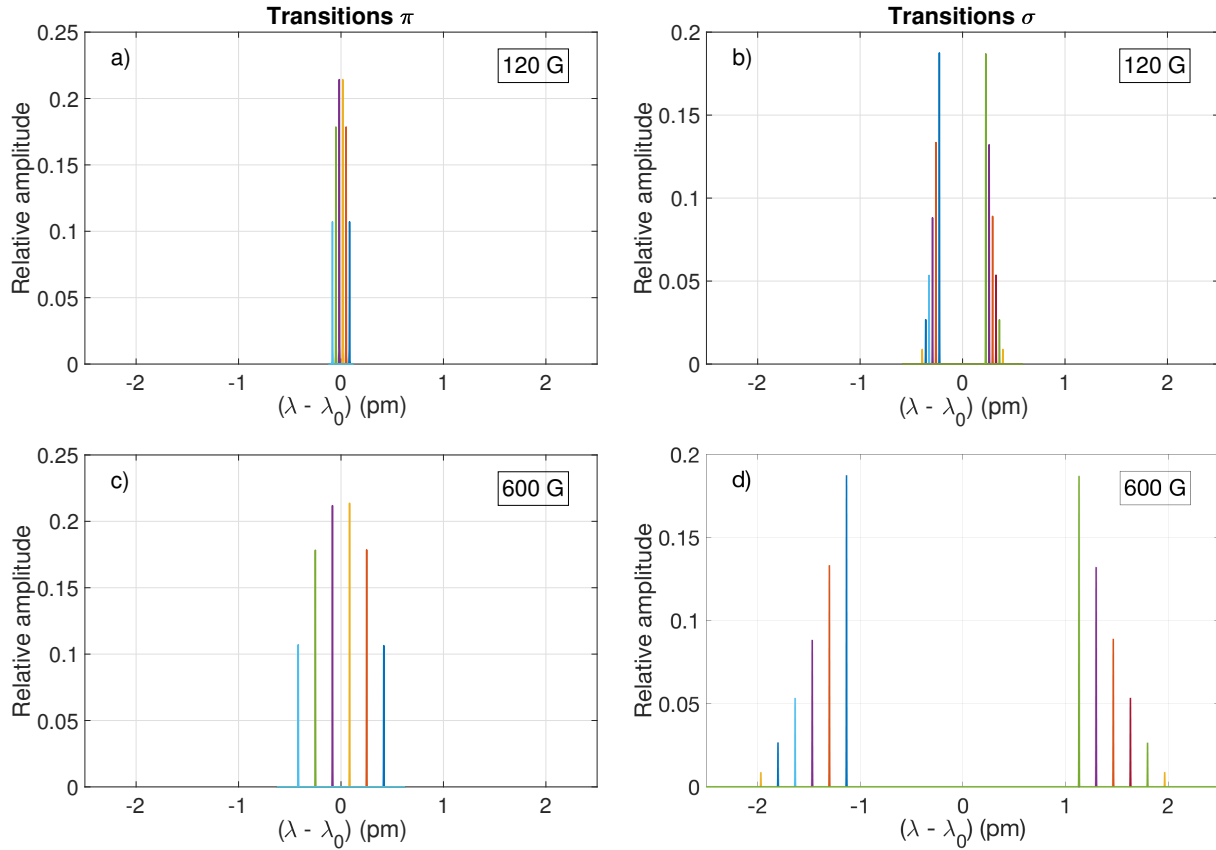 Transitions π
Transitions σ
a)
120 G
Relative amplitude
0.25
0.2
0.15
0.1
0.05
0
-2
-1
0
1
2
(λ - λ0) (pm)
b)
120 G
Relative amplitude
0.2
0.15
0.1
0.05
0
-2
-1
0
1
2
(λ - λ0) (pm)
c)
600 G
Relative amplitude
0.25
0.2
0.15
0.1
0.05
0
-2
-1
0
1
2
(λ - λ0) (pm)
d)
600 G
Relative amplitude
0.2
0.15
0.1
0.05
0
-2
-1
0
1
2
(λ - λ0) (pm)